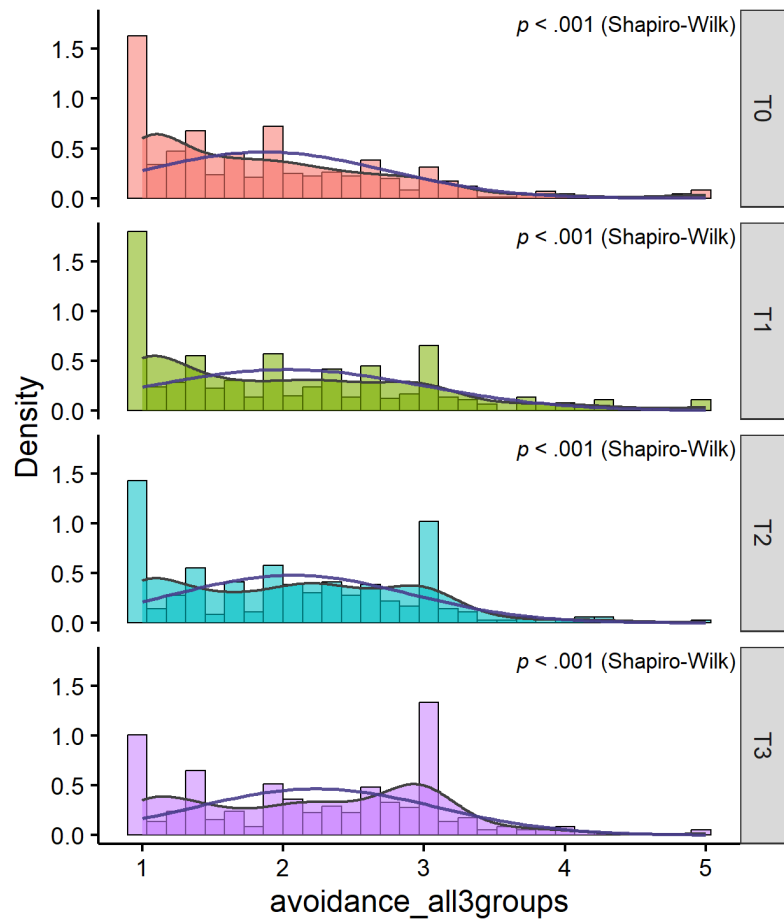 p < .001 (Shapiro-Wilk)
1.5
1.0
0.5
0.0
T0
p < .001 (Shapiro-Wilk)
1.5
1.0
0.5
0.0
T1
Density
p < .001 (Shapiro-Wilk)
1.5
1.0
0.5
0.0
T2
p < .001 (Shapiro-Wilk)
1.5
1.0
0.5
0.0
T3
1 2 3 4 5
avoidance_all3groups